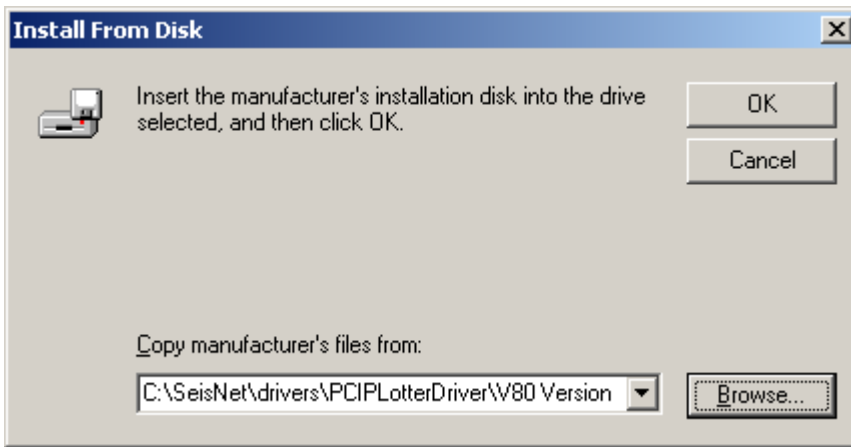 Install From Disk
Insert the manufacturer's installation disk into the drive
selected, and then click OK.
OK
Cancel
Copy manufacturer's files from:
C:\SeisNet\drivers\PCIPLotterDriver\V80 Version
Browse...